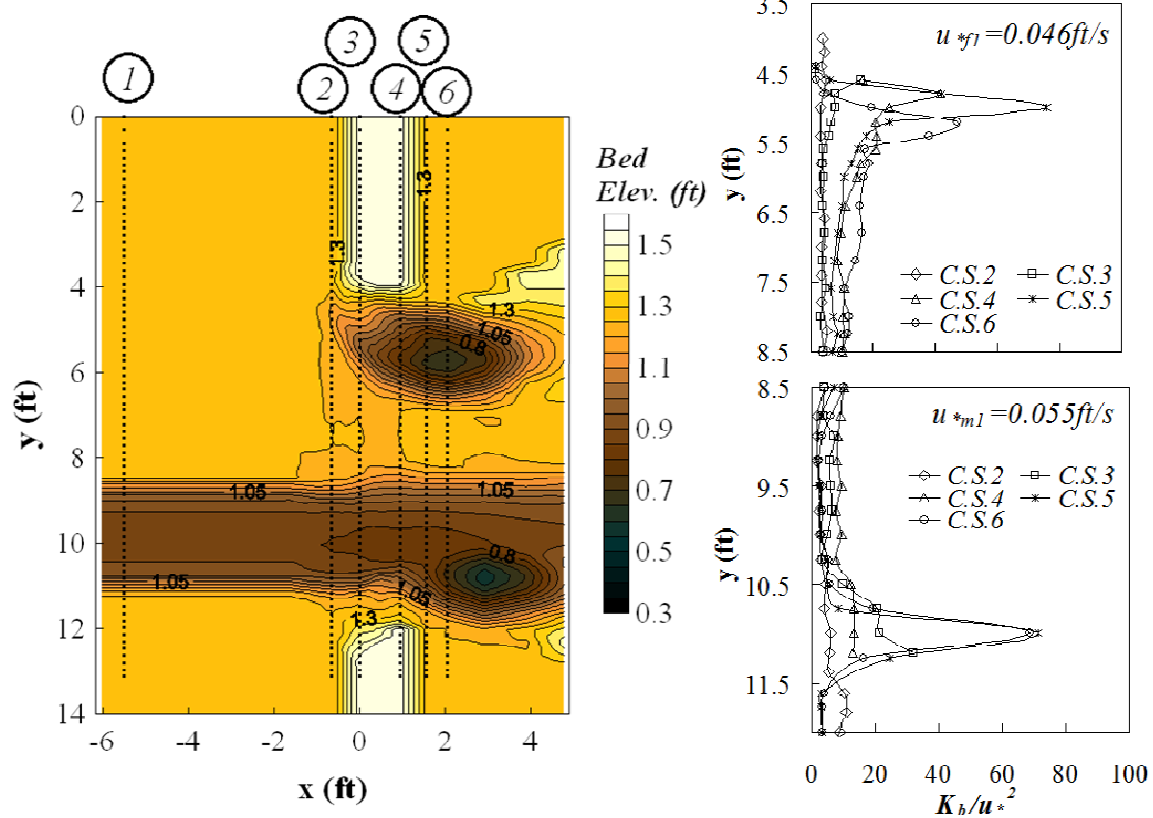 3
5
1
2
4
6
0
2
4
6
8
10
12
14
-6
-4
-2
0
2
4
y (ft)
x (ft)
1.3
1.3
1.3
1.05
0.8
1.05
1.05
1.05
0.8
1.05
1.3
Bed
Elev. (ft)
1.5
1.3
1.1
0.9
0.7
0.5
0.3
3.5
4.5
5.5
6.5
7.5
8.5
y (ft)
u*f1=0.046ft/s
C.S.2
C.S.3
C.S.4
C.S.5
C.S.6
8.5
9.5
10.5
11.5
y (ft)
u*m1=0.055ft/s
C.S.2
C.S.3
C.S.4
C.S.5
C.S.6
0
20
40
60
80
100
Kb/u*2